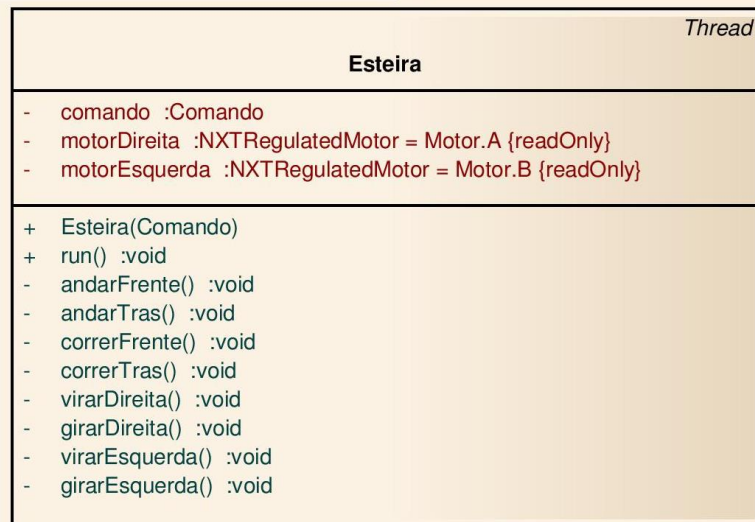 Thread
Esteira
- comando :Comando
- motorDireita :NXTRegulatedMotor = Motor.A {readOnly}
- motorEsquerda :NXTRegulatedMotor = Motor.B {readOnly}
+ Esteira(Comando)
+ run() :void
- andarFrente() :void
- andarTras() :void
- correrFrente() :void
- correrTras() :void
- virarDireita() :void
- girarDireita() :void
- virarEsquerda() :void
- girarEsquerda() :void